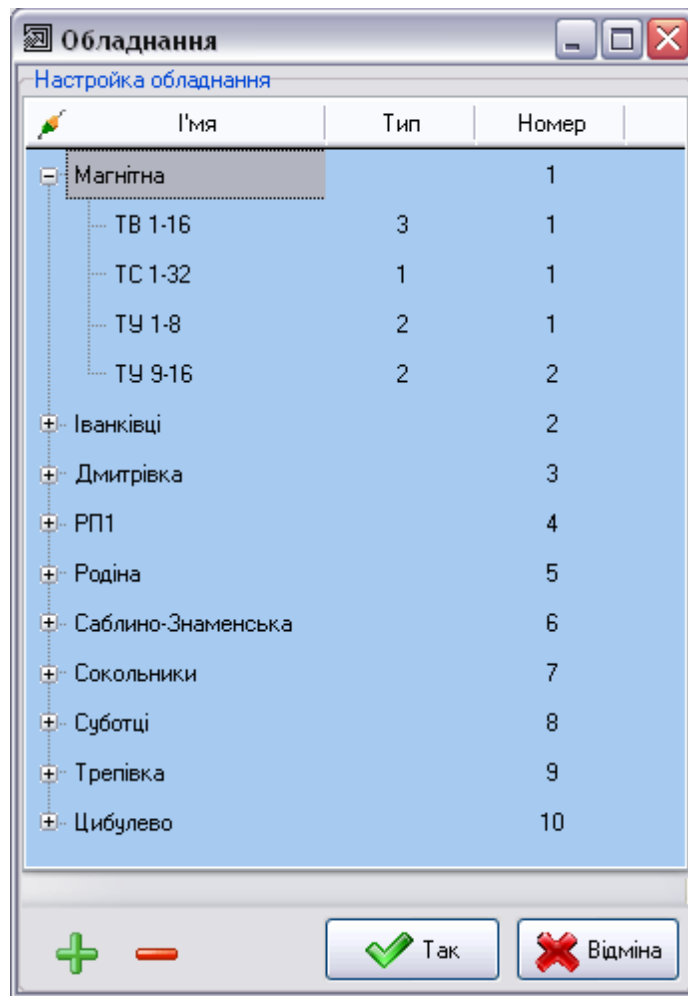 Обладнання
Настройка обладнання
І'мя Тип Номер
Магнітна 1
ТВ 1-16 3 1
ТС 1-32 1 1
ТУ 1-8 2 1
ТУ 9-16 2 2
Іванківці 2
Дмитрівка 3
РП1 4
Родіна 5
Саблино-Знаменська 6
Сокольники 7
Суботці 8
Трепівка 9
Цибулево 10
Так Відміна